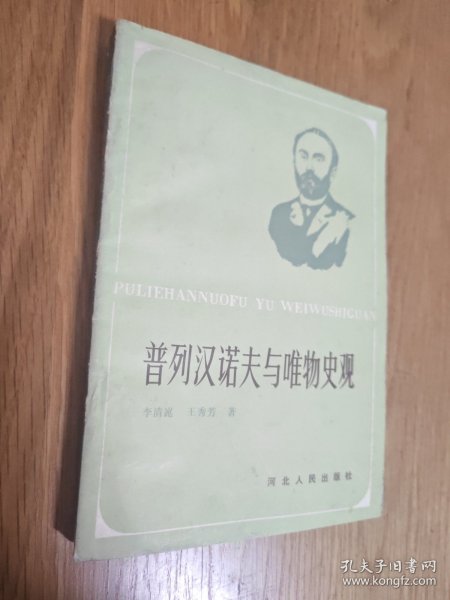 PULIEHANNUOFU YU WEIWUSHIGUAN
普列汉诺夫与唯物史观
李清崑 王秀芳 著
河北人民出版社
孔夫子旧书网
www.kongfz.com